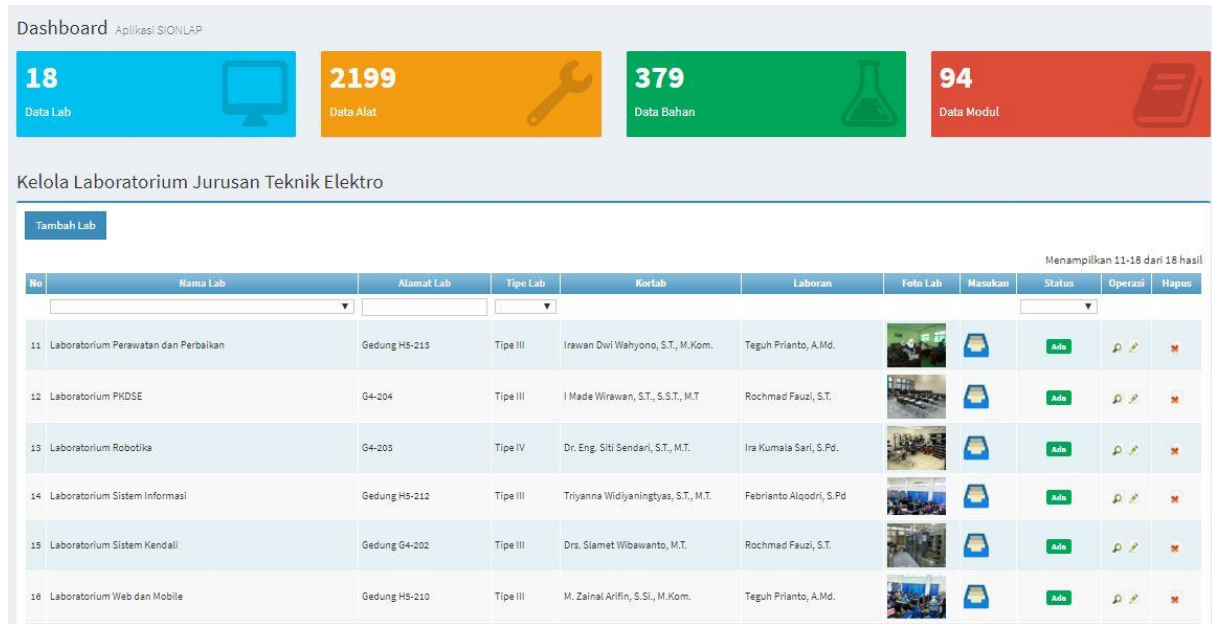 Dashboard Aplikasi SIONLAP
18 2199 379 94
Data Lab Data Alat Data Bahan Data Modul
Kelola Laboratorium Jurusan Teknik Elektro
Tambah Lab
Menampilkan 11-18 dari 18 hasil
No Nama Lab Alamat Lab Tipe Lab Kortab Laboran Foto Lab Masukan Status Operasi Hapus
11 Laboratorium Perawatan dan Perbaikan Gedung H5-213 Tipe III Irawan Dwi Wahyono, S.T., M.Kom. Teguh Prianto, A.Md. Ada
12 Laboratorium PKDSE G4-204 Tipe III I Made Wirawan, S.T., S.S.T., M.T Rochmad Fauzi, S.T. Ada
13 Laboratorium Robotika G4-203 Tipe IV Dr. Eng. Siti Sendari, S.T., M.T. Ira Kumala Sari, S.Pd. Ada
14 Laboratorium Sistem Informasi Gedung H5-212 Tipe III Triyanna Widiyaningtyas, S.T., M.T. Febrianto Alqodri, S.Pd Ada
15 Laboratorium Sistem Kendali Gedung G4-202 Tipe III Drs. Slamet Wibawanto, M.T. Rochmad Fauzi, S.T. Ada
16 Laboratorium Web dan Mobile Gedung H5-210 Tipe III M. Zainal Arifin, S.Si., M.Kom. Teguh Prianto, A.Md. Ada